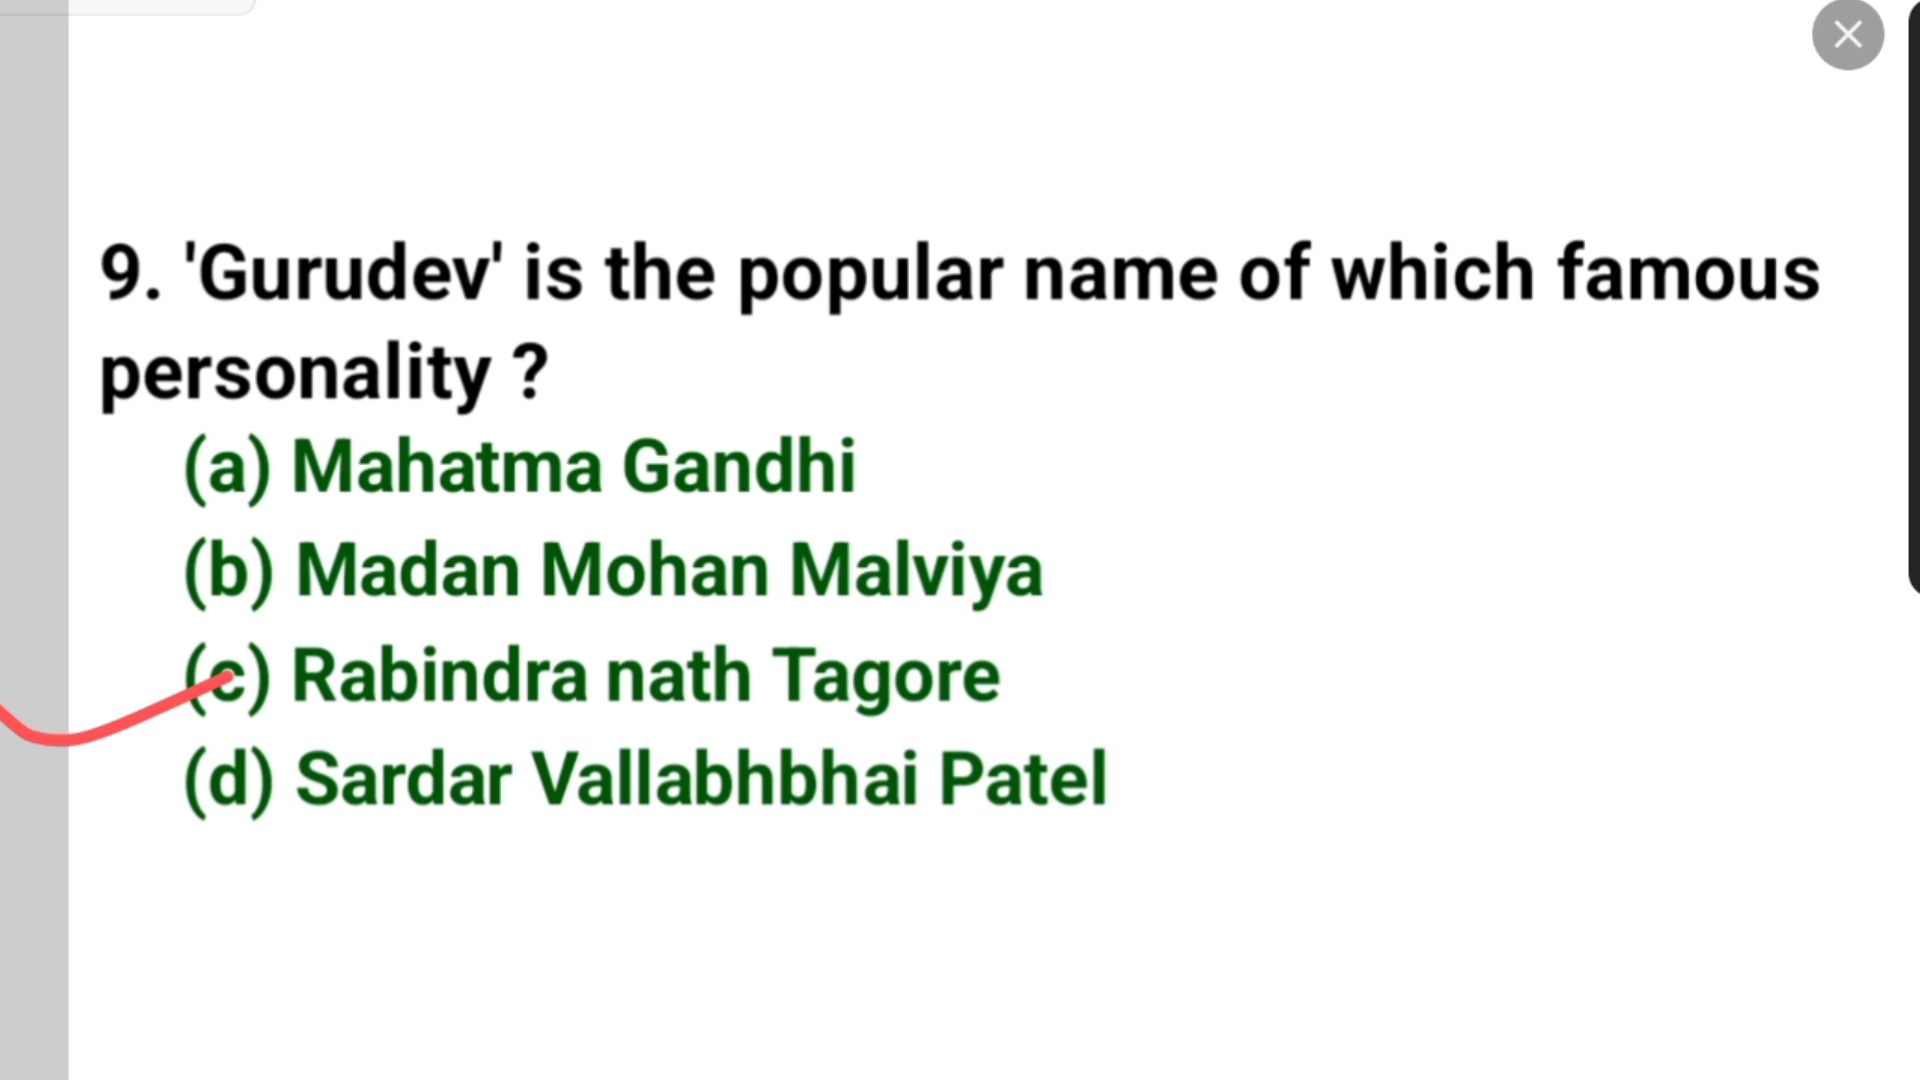 9. 'Gurudev' is the popular name of which famous
personality ?
(a) Mahatma Gandhi
(b) Madan Mohan Malviya
(c) Rabindra nath Tagore
(d) Sardar Vallabhbhai Patel